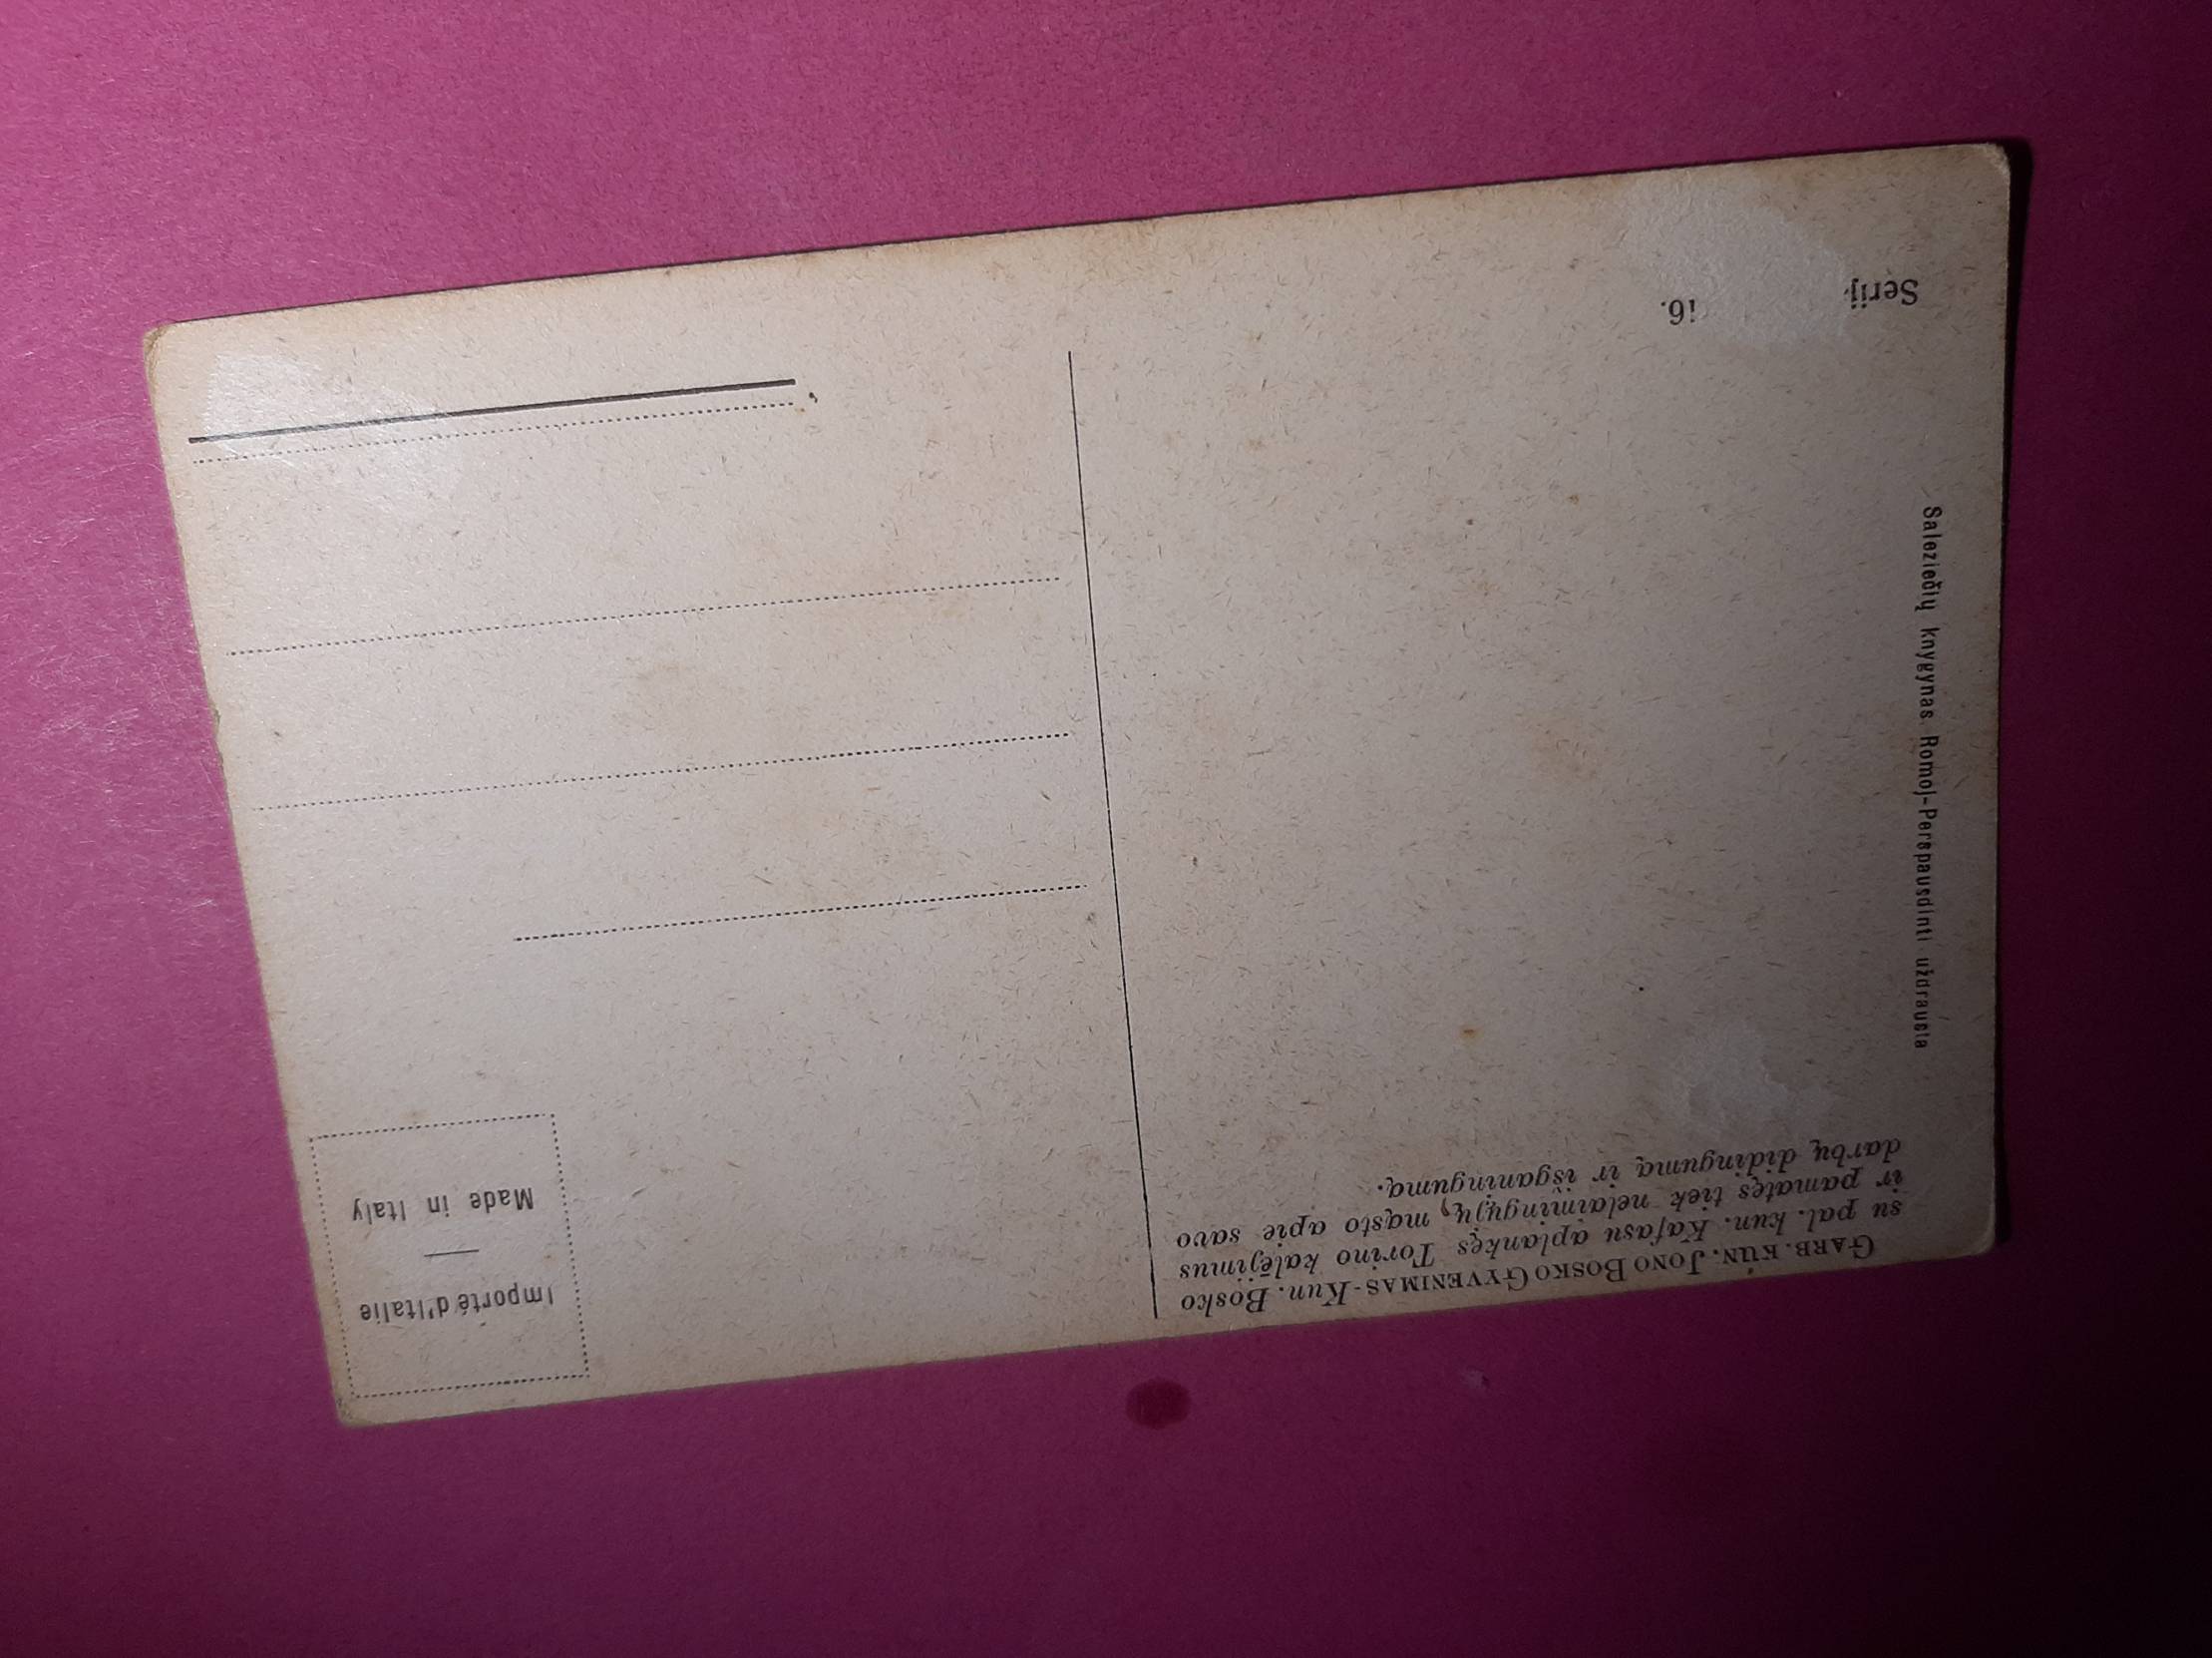 GARB. KUN. JONO BOSKO GYVENIMAS - Kun. Bosko
su pal. kun. Kafasu aplankęs Torino kalėjimus
ir pamatęs tiek nelaimingųjų, mąsto apie savo
darbų didingumą ir išganingumą.
Importé d'Italie
Made in Italy
Saleziečių knygynas Romoj-Perspausdinti uždrausta
Serij
16.